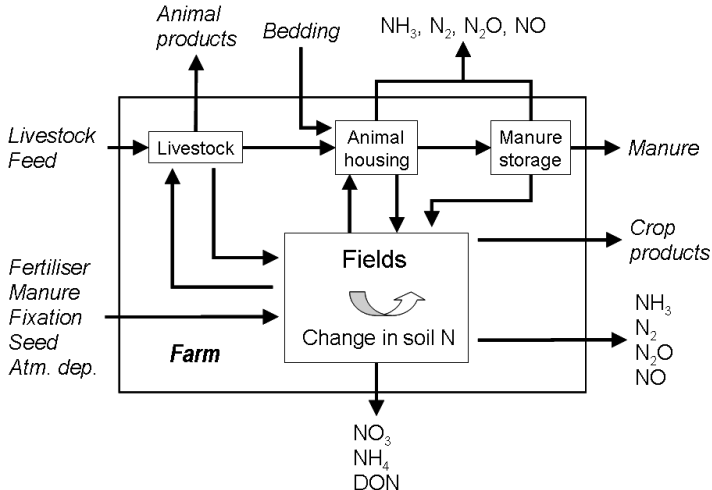 Animal
products
Bedding
NH₃, N₂, N₂O, NO
Livestock
Feed
Livestock
Animal
housing
Manure
storage
Manure
Fields
Change in soil N
Crop
products
Fertiliser
Manure
Fixation
Seed
Atm. dep.
Farm
NH₃
N₂
N₂O
NO
NO₃
NH₄
DON